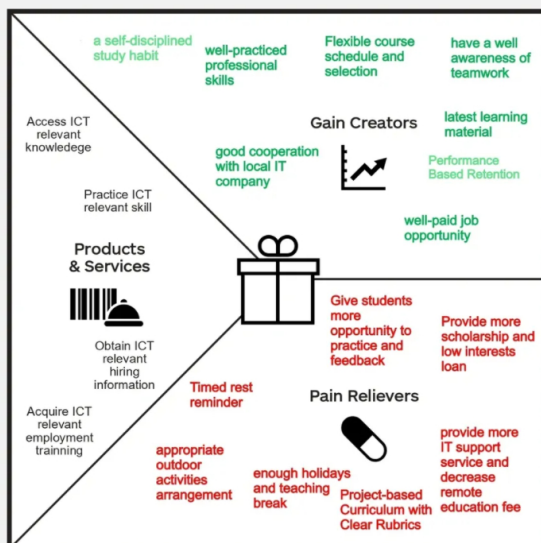 a self-disciplined
study habit
well-practiced
professional
skills
Flexible course
schedule and
selection
have a well
awareness of
teamwork
Gain Creators
latest learning
material
good cooperation
with local IT
company
Performance
Based Retention
well-paid job
opportunity
Access ICT
relevant
knowledege
Practice ICT
relevant skill
Products
& Services
Obtain ICT
relevant
hiring
information
Acquire ICT
relevant
employment
trainning
Give students
more
opportunity to
practice and
feedback
Provide more
scholarship and
low interests
loan
Timed rest
reminder
Pain Relievers
appropriate
outdoor
activities
arrangement
enough holidays
and teaching
break
Project-based
Curriculum with
Clear Rubrics
provide more
IT support
service and
decrease
remote
education fee